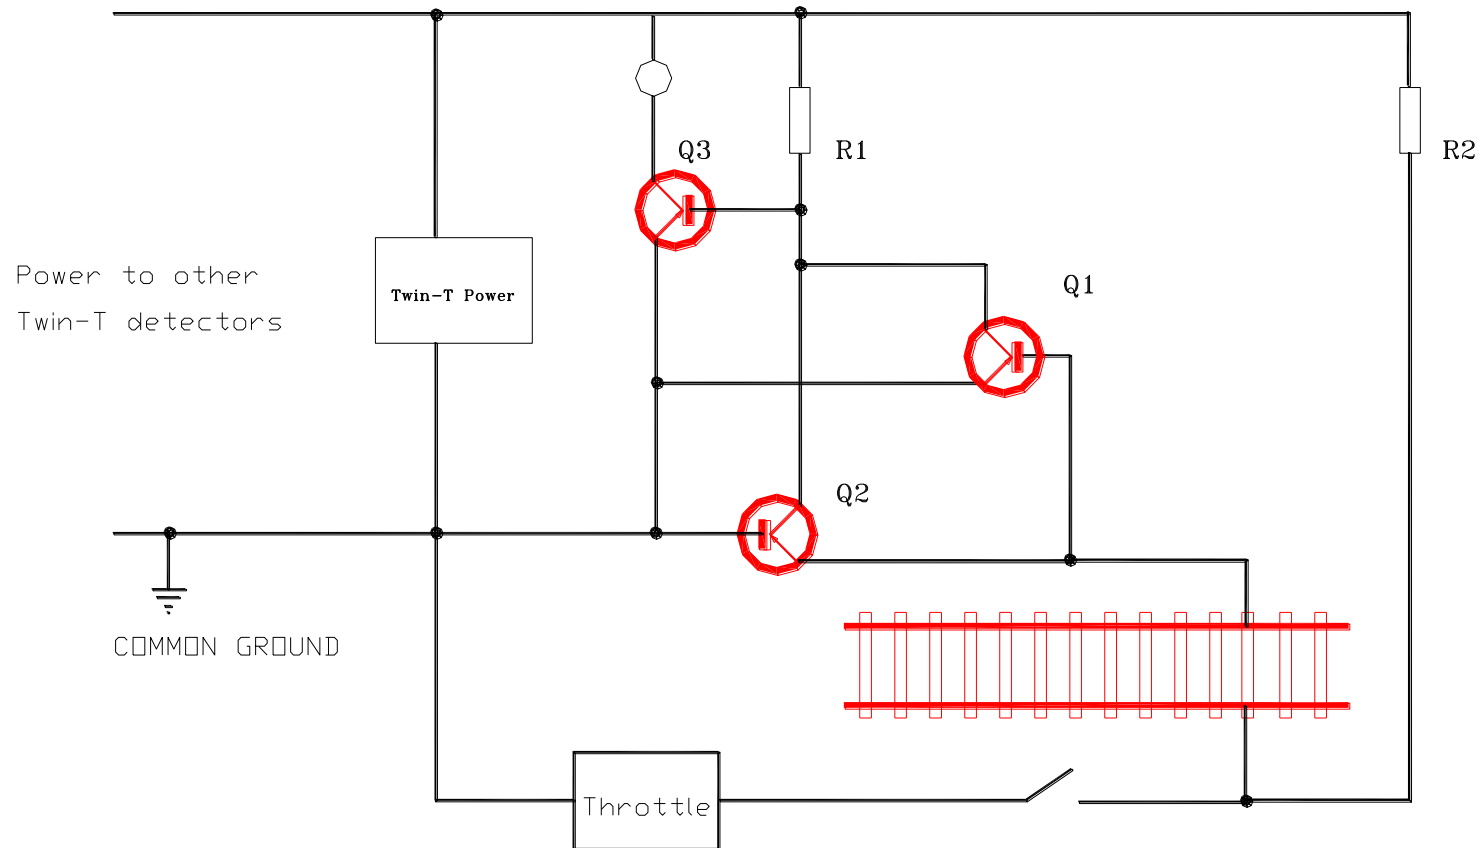 Q3
R1
R2
Power to other
Twin-T detectors
Twin-T Power
Q1
Q2
COMMON GROUND
Throttle